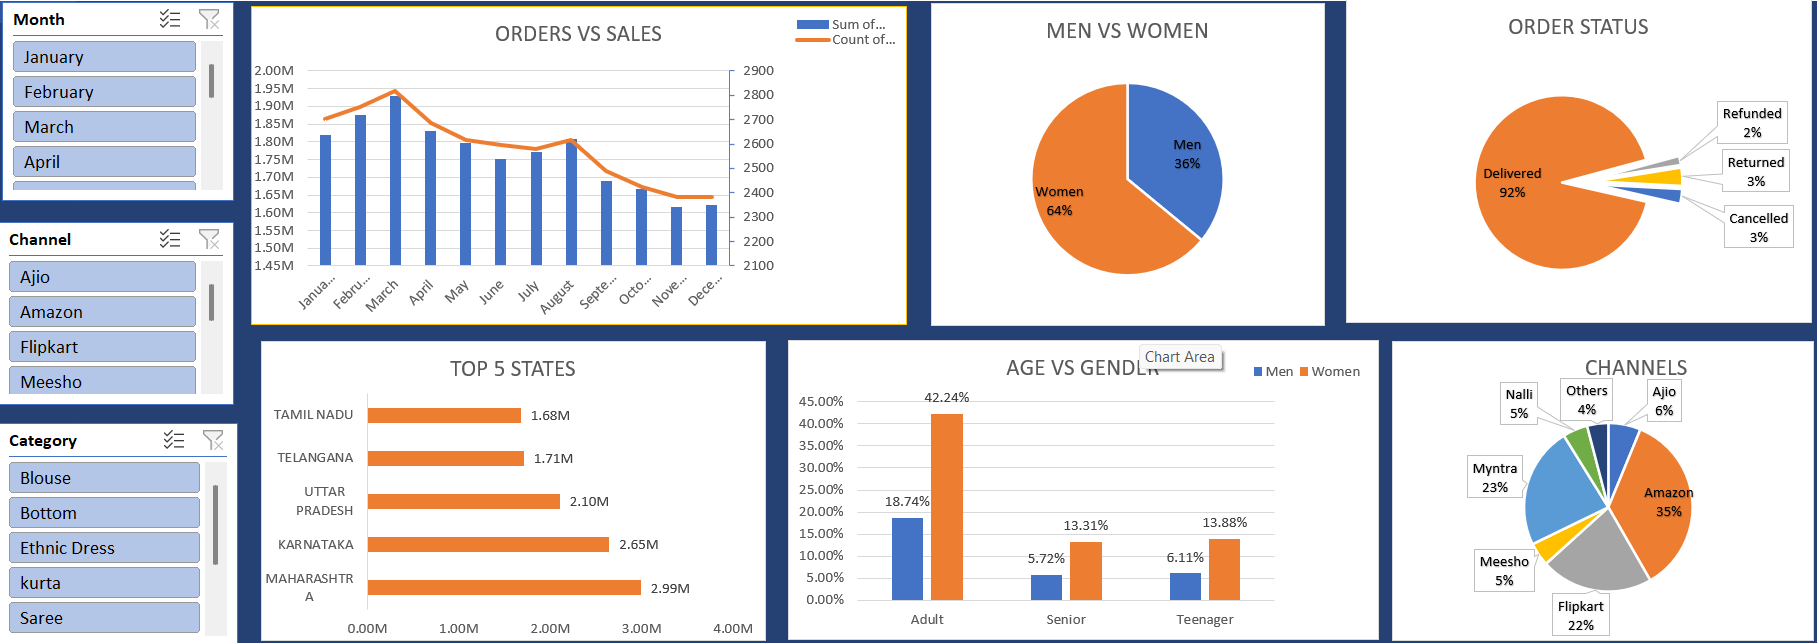 Month
January
February
March
April
Channel
Ajio
Amazon
Flipkart
Meesho
Category
Blouse
Bottom
Ethnic Dress
kurta
Saree
ORDERS VS SALES
Sum of...
Count of...
2.00M
1.95M
1.90M
1.85M
1.80M
1.75M
1.70M
1.65M
1.60M
1.55M
1.50M
1.45M
2900
2800
2700
2600
2500
2400
2300
2200
2100
Janua...
Febru...
March
April
May
June
July
August
Septe...
Octo...
Nove...
Dece...
MEN VS WOMEN
Men
36%
Women
64%
ORDER STATUS
Delivered
92%
Refunded
2%
Returned
3%
Cancelled
3%
TOP 5 STATES
TAMIL NADU
1.68M
TELANGANA
1.71M
UTTAR
PRADESH
2.10M
KARNATAKA
2.65M
MAHARASHTR
A
2.99M
0.00M 1.00M 2.00M 3.00M 4.00M
AGE VS GENDER
Chart Area
Men Women
45.00%
40.00%
35.00%
30.00%
25.00%
20.00%
15.00%
10.00%
5.00%
0.00%
18.74%
42.24%
5.72%
13.31%
6.11%
13.88%
Adult Senior Teenager
CHANNELS
Nalli
5%
Others
4%
Ajio
6%
Myntra
23%
Amazon
35%
Meesho
5%
Flipkart
22%